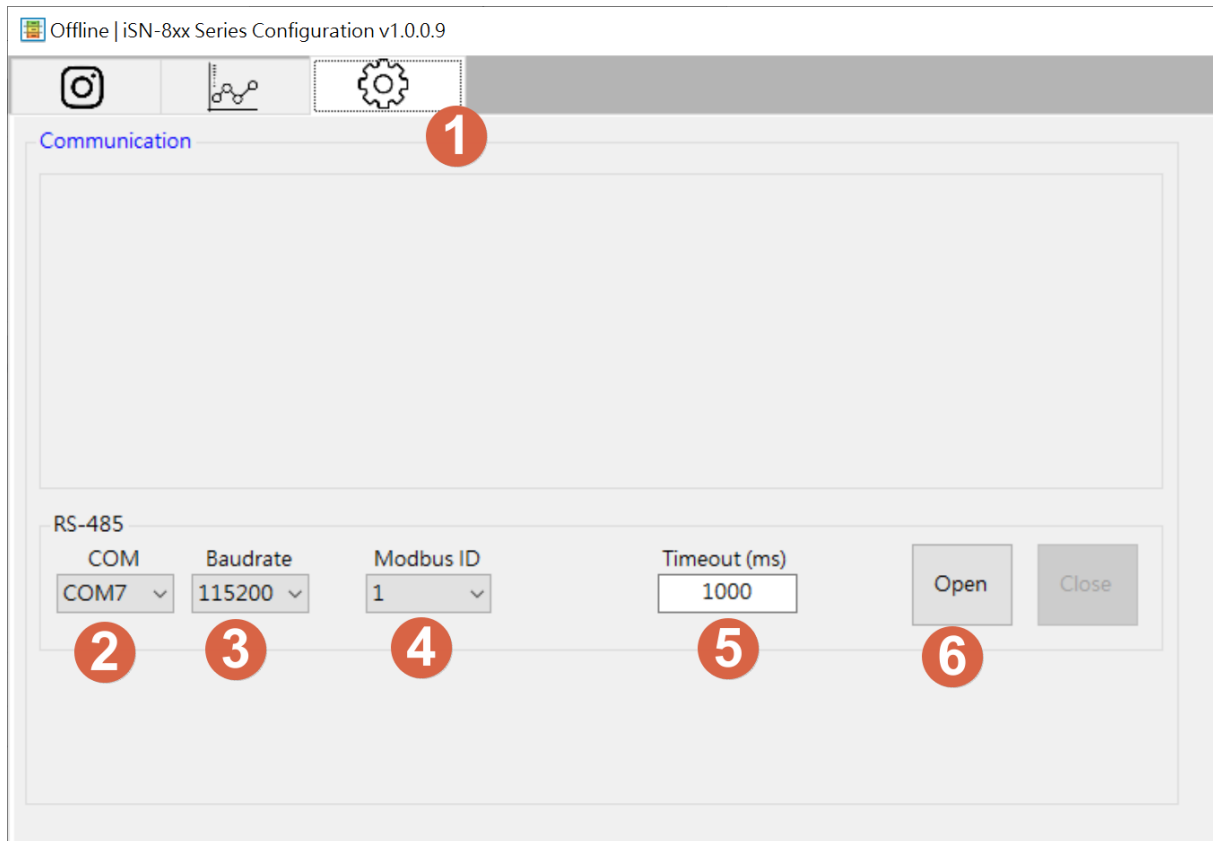 Offline | iSN-8xx Series Configuration v1.0.0.9
1
Communication
RS-485
COM Baudrate Modbus ID Timeout (ms)
COM7 115200 1 1000 Open Close
2 3 4 5 6